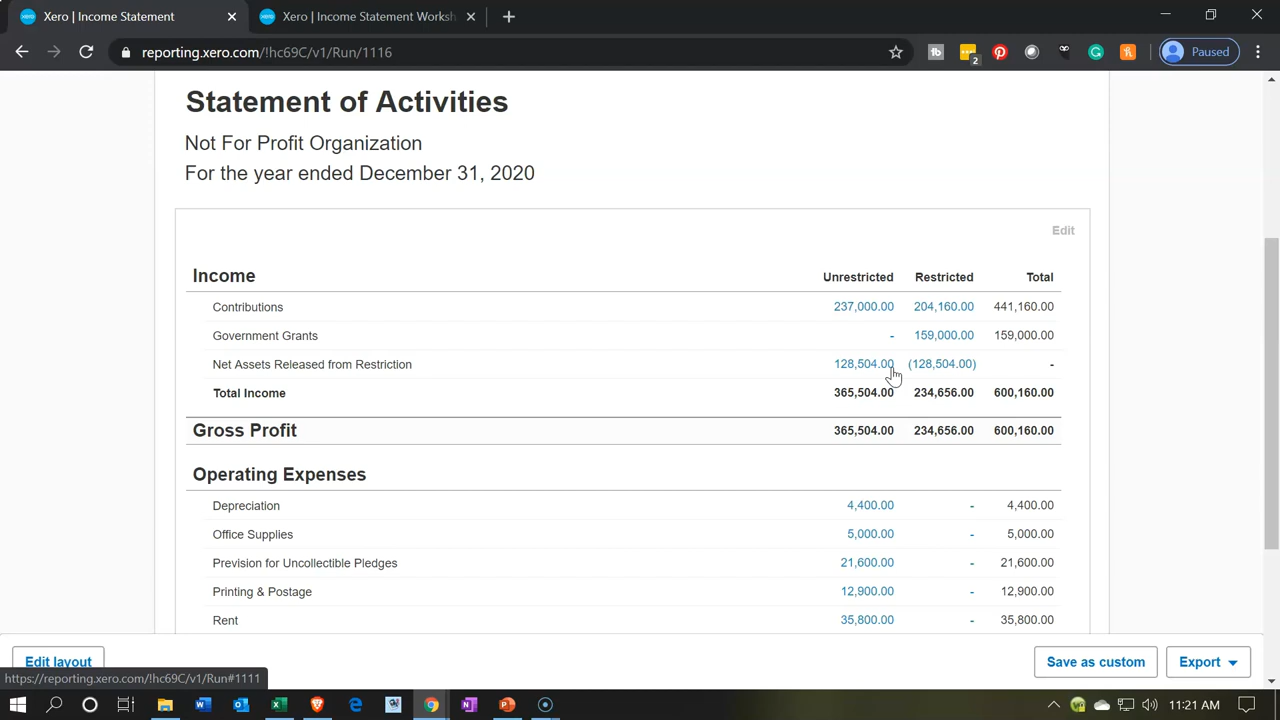 Xero | Income Statement
Xero | Income Statement Worksh
reporting.xero.com/!hc69C/v1/Run/1116
2
Paused
Statement of Activities
Not For Profit Organization
For the year ended December 31, 2020
Edit
Income Unrestricted Restricted Total
Contributions 237,000.00 204,160.00 441,160.00
Government Grants - 159,000.00 159,000.00
Net Assets Released from Restriction 128,504.00 (128,504.00) -
Total Income 365,504.00 234,656.00 600,160.00
Gross Profit 365,504.00 234,656.00 600,160.00
Operating Expenses
Depreciation 4,400.00 - 4,400.00
Office Supplies 5,000.00 - 5,000.00
Prevision for Uncollectible Pledges 21,600.00 - 21,600.00
Printing & Postage 12,900.00 - 12,900.00
Rent 35,800.00 - 35,800.00
Edit layout Save as custom Export
https://reporting.xero.com/!hc69C/v1/Run#1111
11:21 AM